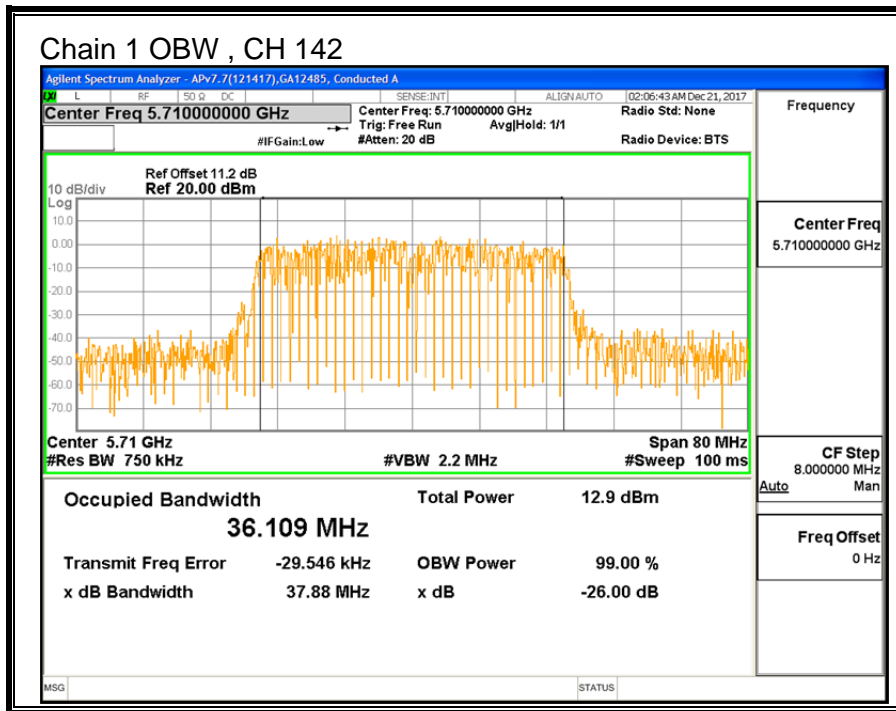 Chain 1 OBW , CH 142
Agilent Spectrum Analyzer - APv7.7(121417),GA12485, Conducted A
LXI L RF 50 Ω DC SENSE:INT ALIGN AUTO 02:06:43 AM Dec 21, 2017
Center Freq 5.710000000 GHz
Center Freq: 5.710000000 GHz
Radio Std: None
Trig: Free Run Avg|Hold: 1/1
#IFGain:Low #Atten: 20 dB Radio Device: BTS
Ref Offset 11.2 dB
10 dB/div Ref 20.00 dBm
Log
10.0
0.00
-10.0
-20.0
-30.0
-40.0
-50.0
-60.0
-70.0
Center 5.71 GHz Span 80 MHz
#Res BW 750 kHz #VBW 2.2 MHz #Sweep 100 ms
Occupied Bandwidth Total Power 12.9 dBm
36.109 MHz
Transmit Freq Error -29.546 kHz OBW Power 99.00 %
x dB Bandwidth 37.88 MHz x dB -26.00 dB
Frequency
Center Freq
5.710000000 GHz
CF Step
8.000000 MHz
Auto Man
Freq Offset
0 Hz
MSG STATUS